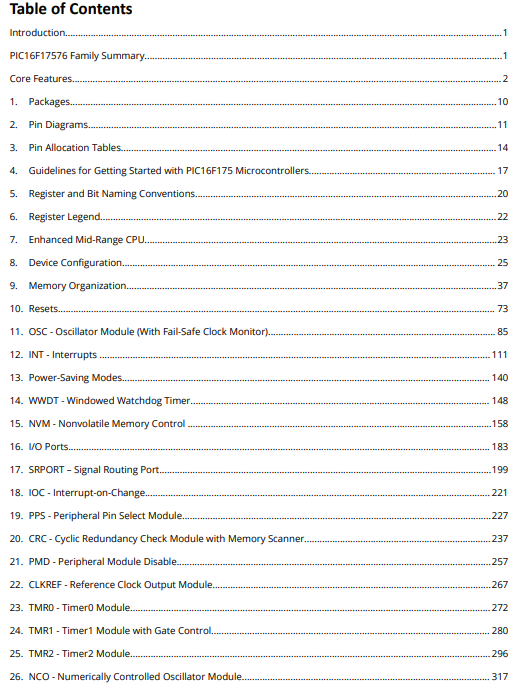 Table of Contents
Introduction.....1
PIC16F17576 Family Summary.....1
Core Features.....2
1. Packages.....10
2. Pin Diagrams.....11
3. Pin Allocation Tables.....14
4. Guidelines for Getting Started with PIC16F175 Microcontrollers.....17
5. Register and Bit Naming Conventions.....20
6. Register Legend.....22
7. Enhanced Mid-Range CPU.....23
8. Device Configuration.....25
9. Memory Organization.....37
10. Resets.....73
11. OSC - Oscillator Module (With Fail-Safe Clock Monitor).....85
12. INT - Interrupts .....111
13. Power-Saving Modes.....140
14. WWDT - Windowed Watchdog Timer.....148
15. NVM - Nonvolatile Memory Control .....158
16. I/O Ports.....183
17. SRPORT – Signal Routing Port.....199
18. IOC - Interrupt-on-Change.....221
19. PPS - Peripheral Pin Select Module.....227
20. CRC - Cyclic Redundancy Check Module with Memory Scanner.....237
21. PMD - Peripheral Module Disable.....257
22. CLKREF - Reference Clock Output Module.....267
23. TMR0 - Timer0 Module.....272
24. TMR1 - Timer1 Module with Gate Control.....280
25. TMR2 - Timer2 Module.....296
26. NCO - Numerically Controlled Oscillator Module.....317